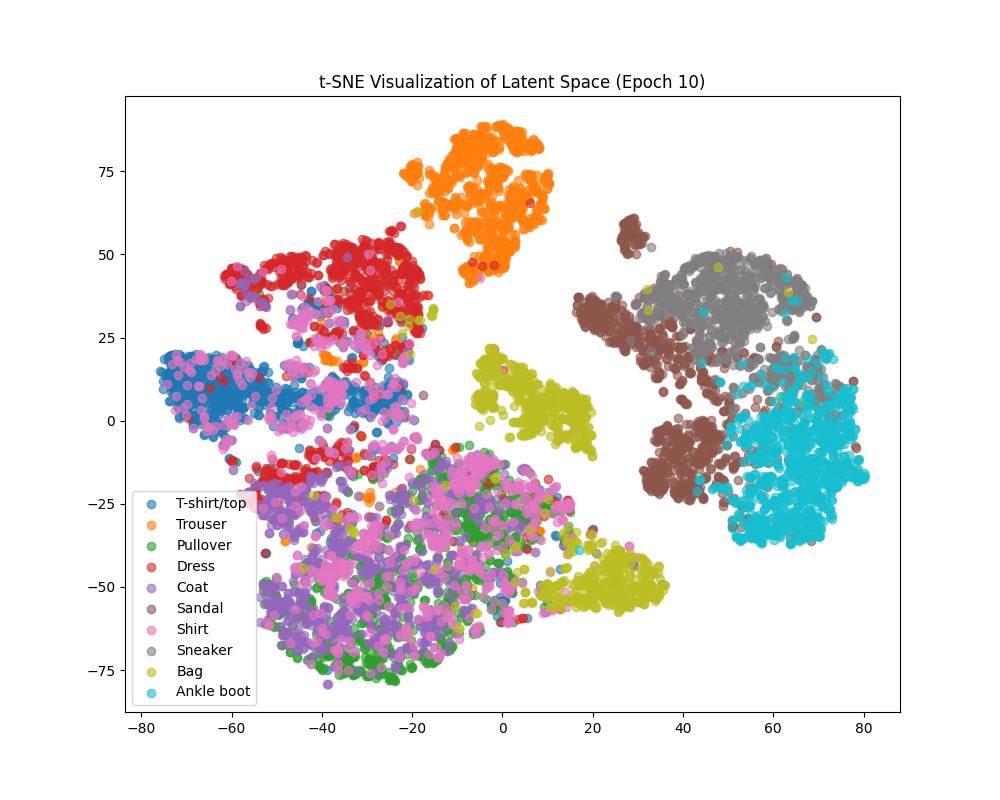 t-SNE Visualization of Latent Space (Epoch 10)
75
50
25
0
−25
−50
−75
T-shirt/top
Trouser
Pullover
Dress
Coat
Sandal
Shirt
Sneaker
Bag
Ankle boot
−80 −60 −40 −20 0 20 40 60 80